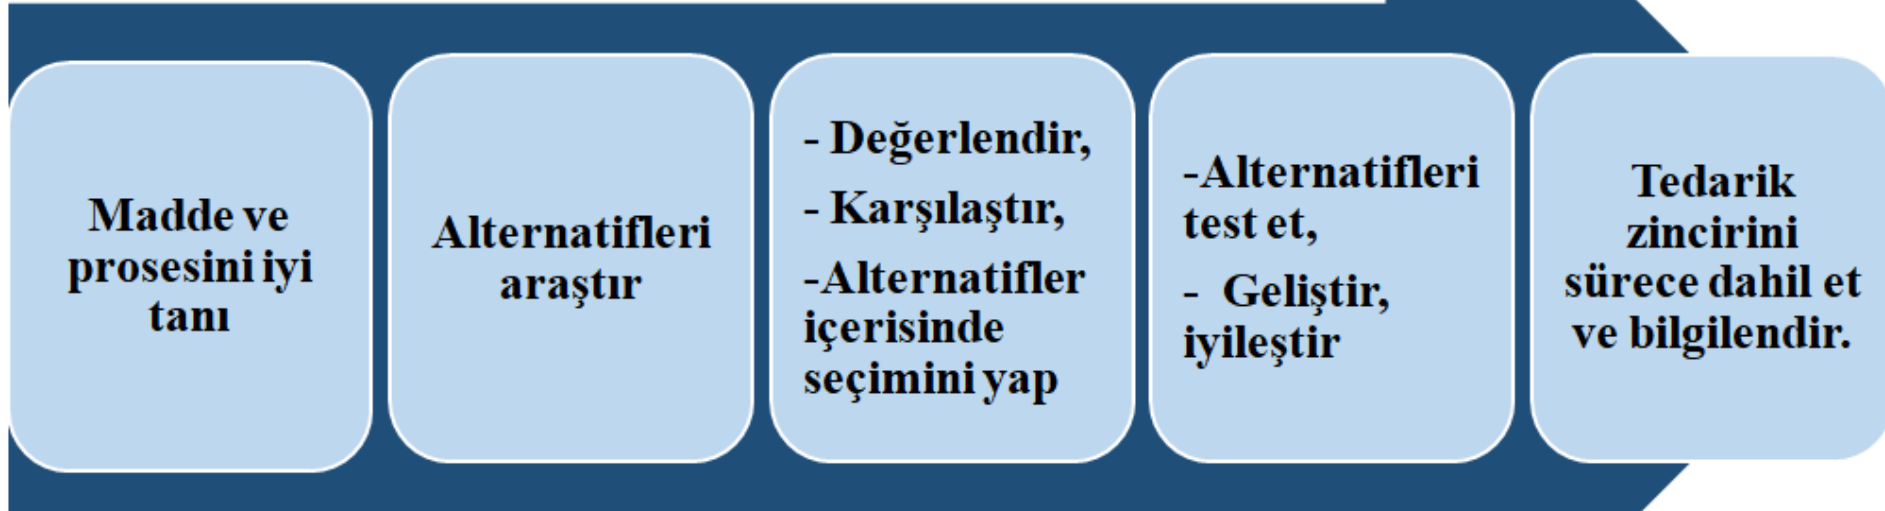 Madde ve
prosesini iyi
tanı
Alternatifleri
araştır
- Değerlendir,
- Karşılaştır,
-Alternatifler
içerisinde
seçimini yap
-Alternatifleri
test et,
- Geliştir,
iyileştir
Tedarik
zincirini
sürece dahil et
ve bilgilendir.